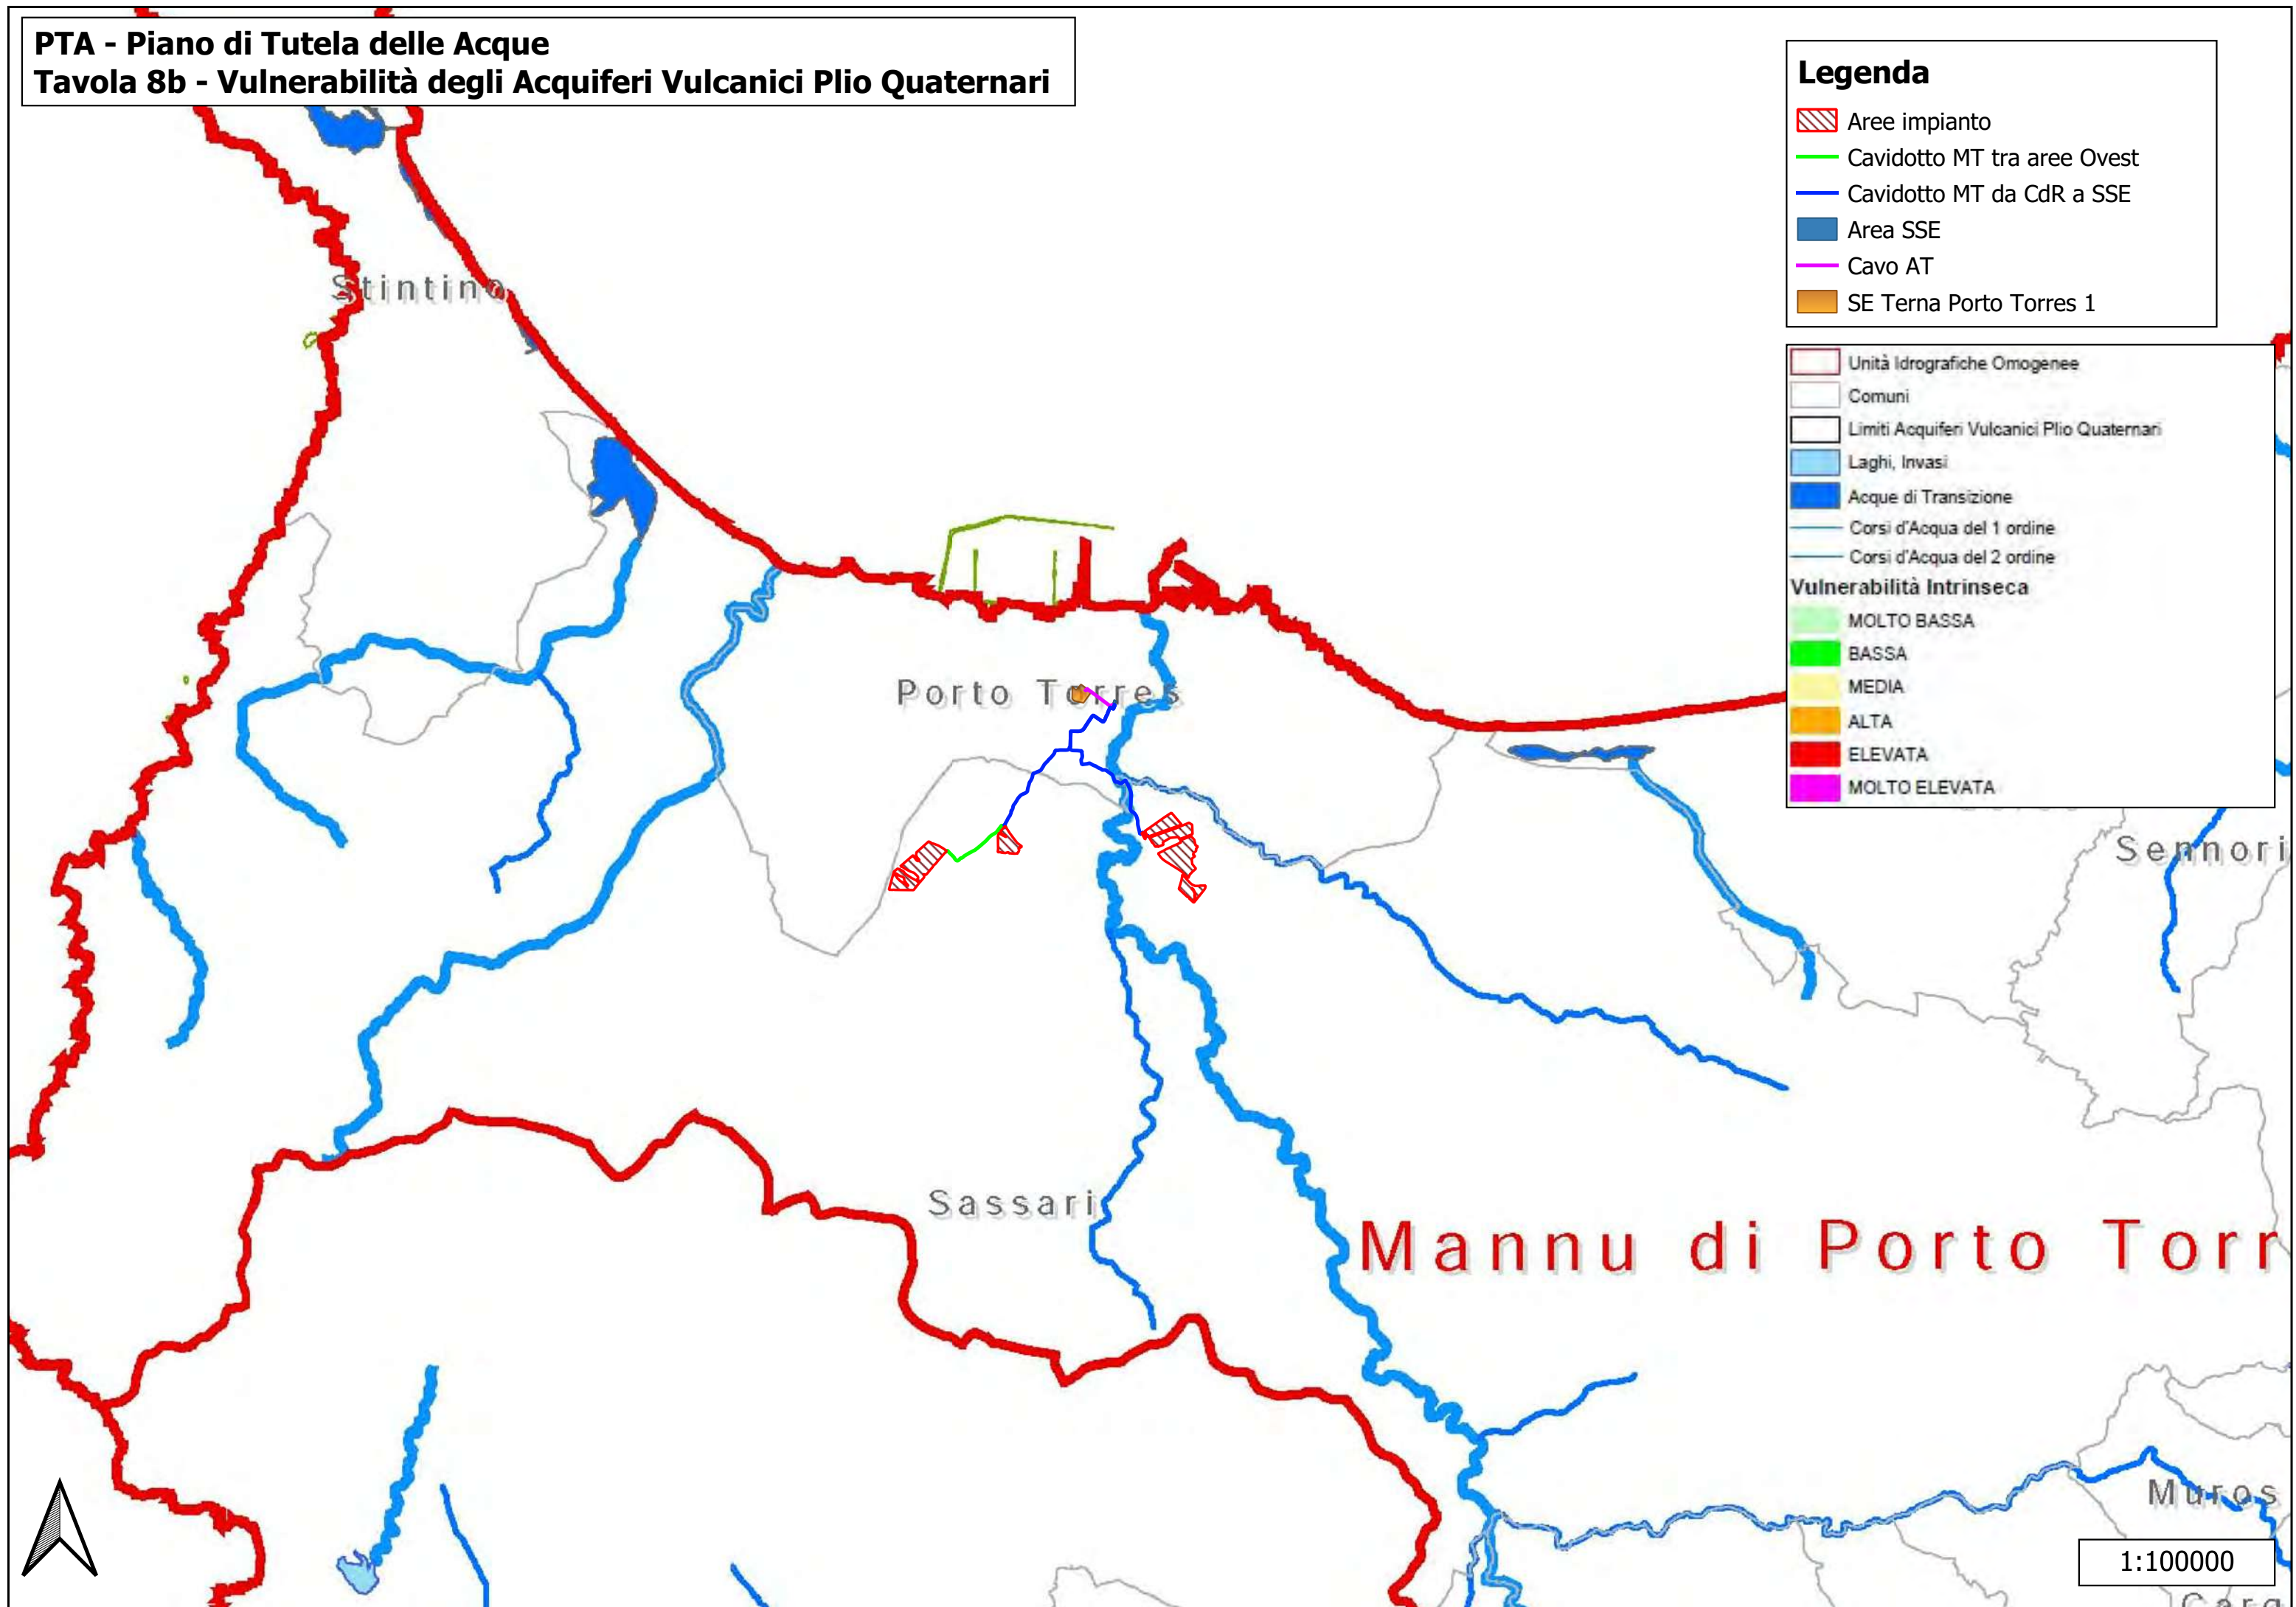 PTA - Piano di Tutela delle Acque
Tavola 8b - Vulnerabilità degli Acquiferi Vulcanici Plio Quaternari
Legenda
Aree impianto
Cavidotto MT tra aree Ovest
Cavidotto MT da CdR a SSE
Area SSE
Cavo AT
SE Terna Porto Torres 1
Unità Idrografiche Omogenee
Comuni
Limiti Acquiferi Vulcanici Plio Quaternari
Laghi, Invasi
Acque di Transizione
Corsi d'Acqua del 1 ordine
Corsi d'Acqua del 2 ordine
Vulnerabilità Intrinseca
MOLTO BASSA
BASSA
MEDIA
ALTA
ELEVATA
MOLTO ELEVATA
Stintino
Porto Torres
Sennori
Sassari
Mannu di Porto Torr
Muros
1:100000